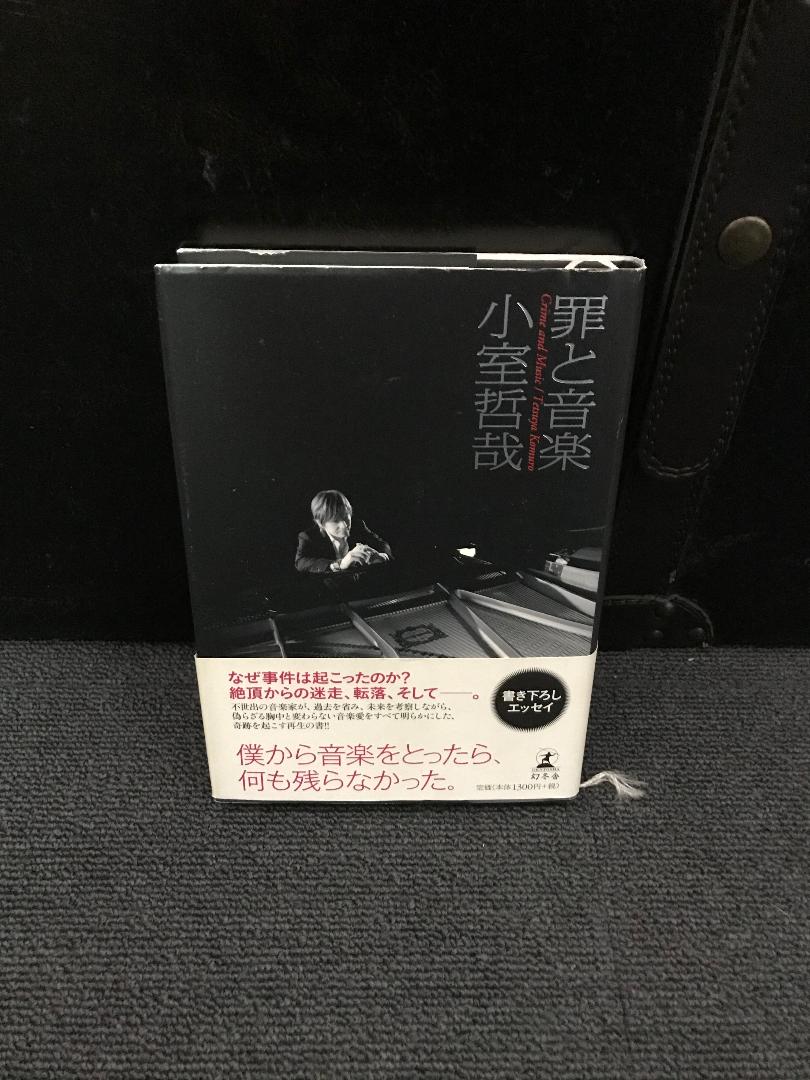 罪と音楽
Crime and Music / Tetsuya Komuro
小室哲哉
なぜ事件は起こったのか?
絶頂からの迷走、転落、そして――。
不世出の音楽家が、過去を省み、未来を考察しながら、
偽らざる胸中と変わらない音楽愛をすべて明らかにした、
奇跡を起こす再生の書!!
書き下ろし
エッセイ
僕から音楽をとったら、
何も残らなかった。
GENTOSHA
幻冬舎
定価(本体1300円+税)